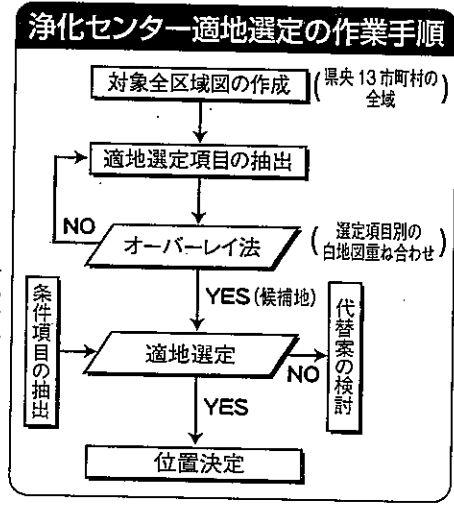 浄化センター適地選定の作業手順
対象全区域図の作成
(県央13市町村の
全域)
適地選定項目の抽出
NO
オーバーレイ法
(選定項目別の
白地図重ね合わせ)
YES(候補地)
条件項目の抽出
適地選定
NO
代替案の検討
YES
位置決定